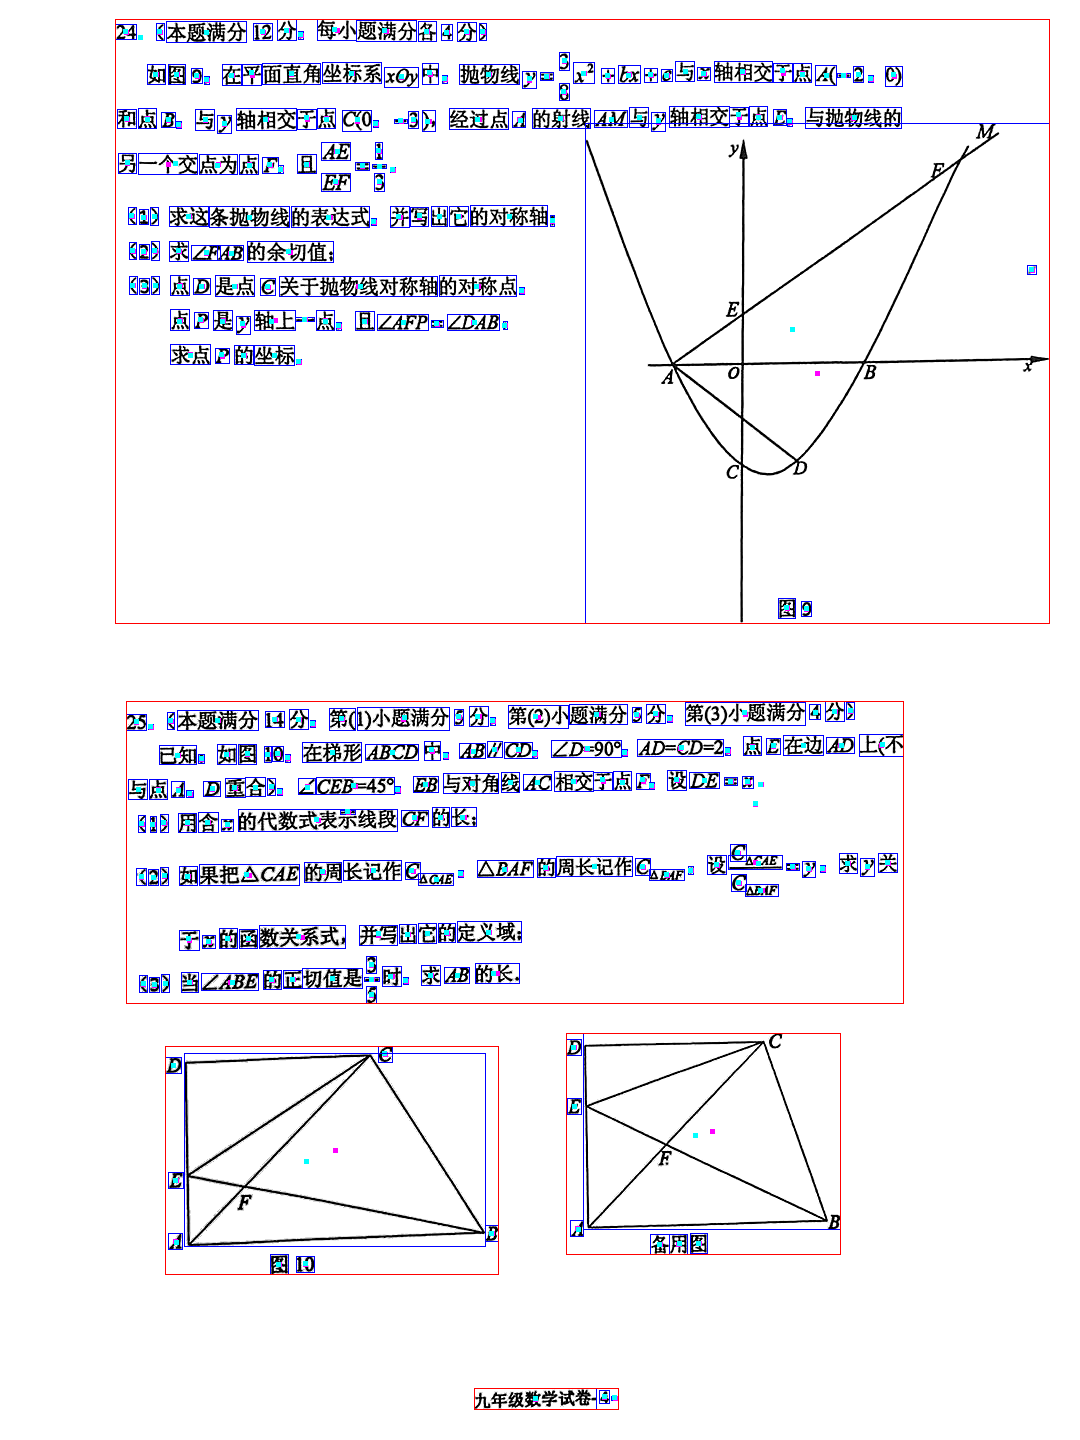 24.(本题满分 12 分,每小题满分各 4 分)
如图 9,在平面直角坐标系 xOy 中,抛物线 y=3/8 x²+bx+c 与 x 轴相交于点 A(-2,0)
和点 B,与 y 轴相交于点 C(0,-3),经过点 A 的射线 AM 与 y 轴相交于点 E,与抛物线的
另一个交点为点 F,且 AE/EF=1/3.
(1)求这条抛物线的表达式,并写出它的对称轴;
(2)求∠FAB 的余切值;
(3)点 D 是点 C 关于抛物线对称轴的对称点,
点 P 是 y 轴上一点,且∠AFP=∠DAB,
求点 P 的坐标.
y
M
F
E
A
O
B
x
C
D
图 9
25.(本题满分 14 分,第(1)小题满分 5 分,第(2)小题满分 5 分,第(3)小题满分 4 分)
已知,如图 10,在梯形 ABCD 中,AB//CD,∠D=90°,AD=CD=2,点 E 在边 AD 上(不
与点 A、D 重合),∠CEB=45°,EB 与对角线 AC 相交于点 F,设 DE=x.
(1)用含 x 的代数式表示线段 CF 的长;
(2)如果把△CAE 的周长记作 C△CAE,△BAF 的周长记作 C△BAF,设 C△CAE/C△BAF=y,求 y 关
于 x 的函数关系式,并写出它的定义域;
(3)当∠ABE 的正切值是 3/5 时,求 AB 的长.
D
C
E
F
A
B
图 10
D
C
E
F
A
B
备用图
九年级数学试卷-4-